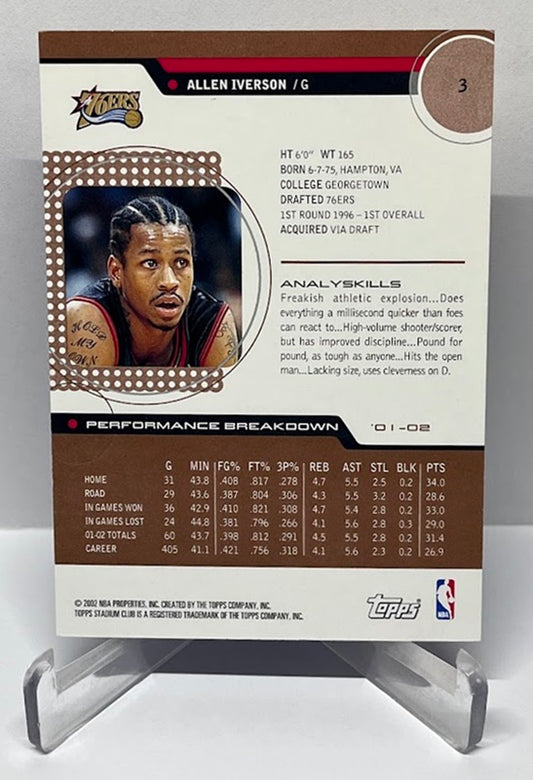 3
ALLEN IVERSON / G
76ERS
HT 6'0" WT 165
BORN 6-7-75, HAMPTON, VA
COLLEGE GEORGETOWN
DRAFTED 76ERS
1ST ROUND 1996 – 1ST OVERALL
ACQUIRED VIA DRAFT
ANALYSKILLS
Freakish athletic explosion...Does
everything a millisecond quicker than foes
can react to...High-volume shooter/scorer,
but has improved discipline...Pound for
pound, as tough as anyone...Hits the open
man...Lacking size, uses cleverness on D.
HOLD
MY
OWN
PERFORMANCE BREAKDOWN '01-02
G MIN FG% FT% 3P% REB AST STL BLK PTS
HOME 31 43.8 .408 .817 .278 4.7 5.5 2.5 0.2 34.0
ROAD 29 43.6 .387 .804 .306 4.3 5.5 3.2 0.2 28.6
IN GAMES WON 36 42.9 .410 .821 .308 4.7 5.4 2.8 0.2 33.0
IN GAMES LOST 24 44.8 .381 .796 .266 4.1 5.6 2.8 0.3 29.0
01-02 TOTALS 60 43.7 .398 .812 .291 4.5 5.5 2.8 0.2 31.4
CAREER 405 41.1 .421 .756 .318 4.1 5.6 2.3 0.2 26.9
© 2002 NBA PROPERTIES, INC. CREATED BY THE TOPPS COMPANY, INC.
TOPPS STADIUM CLUB IS A REGISTERED TRADEMARK OF THE TOPPS COMPANY, INC.
Topps
NBA